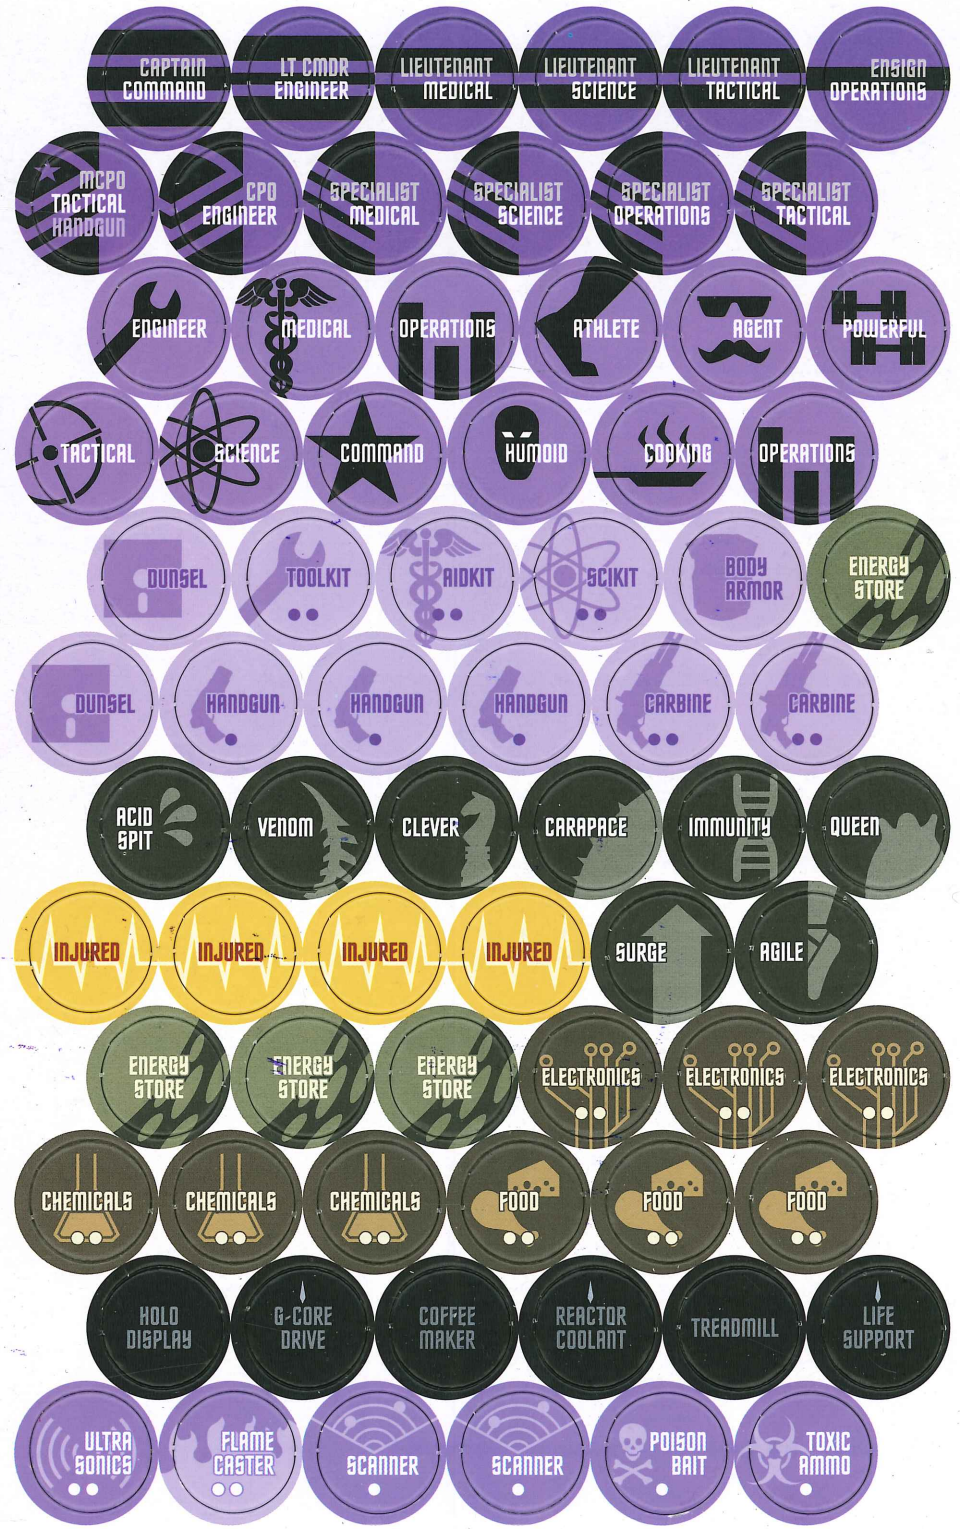 CAPTAIN
COMMAND
LT CMDR
ENGINEER
LIEUTENANT
MEDICAL
LIEUTENANT
SCIENCE
LIEUTENANT
TACTICAL
ENSIGN
OPERATIONS
MCPO
TACTICAL
HANDGUN
CPO
ENGINEER
SPECIALIST
MEDICAL
SPECIALIST
SCIENCE
SPECIALIST
OPERATIONS
SPECIALIST
TACTICAL
ENGINEER
MEDICAL
OPERATIONS
ATHLETE
AGENT
POWERFUL
TACTICAL
SCIENCE
COMMAND
HUMOID
COOKING
OPERATIONS
DUNSEL
TOOLKIT
AIDKIT
SCIKIT
BODY
ARMOR
ENERGY
STORE
DUNSEL
HANDGUN
HANDGUN
HANDGUN
CARBINE
CARBINE
ACID
SPIT
VENOM
CLEVER
CARAPACE
IMMUNITY
QUEEN
INJURED
INJURED
INJURED
INJURED
SURGE
AGILE
ENERGY
STORE
ENERGY
STORE
ENERGY
STORE
ELECTRONICS
ELECTRONICS
ELECTRONICS
CHEMICALS
CHEMICALS
CHEMICALS
FOOD
FOOD
FOOD
HOLO
DISPLAY
G-CORE
DRIVE
COFFEE
MAKER
REACTOR
COOLANT
TREADMILL
LIFE
SUPPORT
ULTRA
SONICS
FLAME
CASTER
SCANNER
SCANNER
POISON
BAIT
TOXIC
AMMO